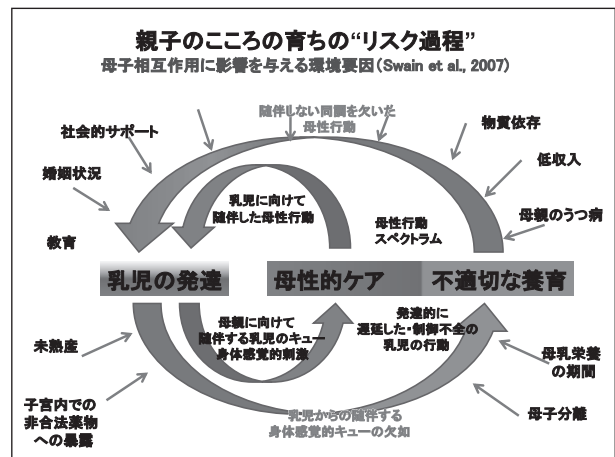 親子のこころの育ちの“リスク過程”
母子相互作用に影響を与える環境要因(Swain et al., 2007)
随伴しない同調を欠いた
母性行動
社会的サポート
物質依存
婚姻状況
低収入
教育
母親のうつ病
乳児に向けて
随伴した母性行動
母性行動
スペクトラム
乳児の発達
母性的ケア
不適切な養育
母親に向けて
随伴する乳児のキュー
身体感覚的刺激
発達的に
遅延した・制御不全の
乳児の行動
未熟産
母乳栄養
の期間
子宮内での
非合法薬物
への暴露
母子分離
乳児からの随伴する
身体感覚的キューの欠如